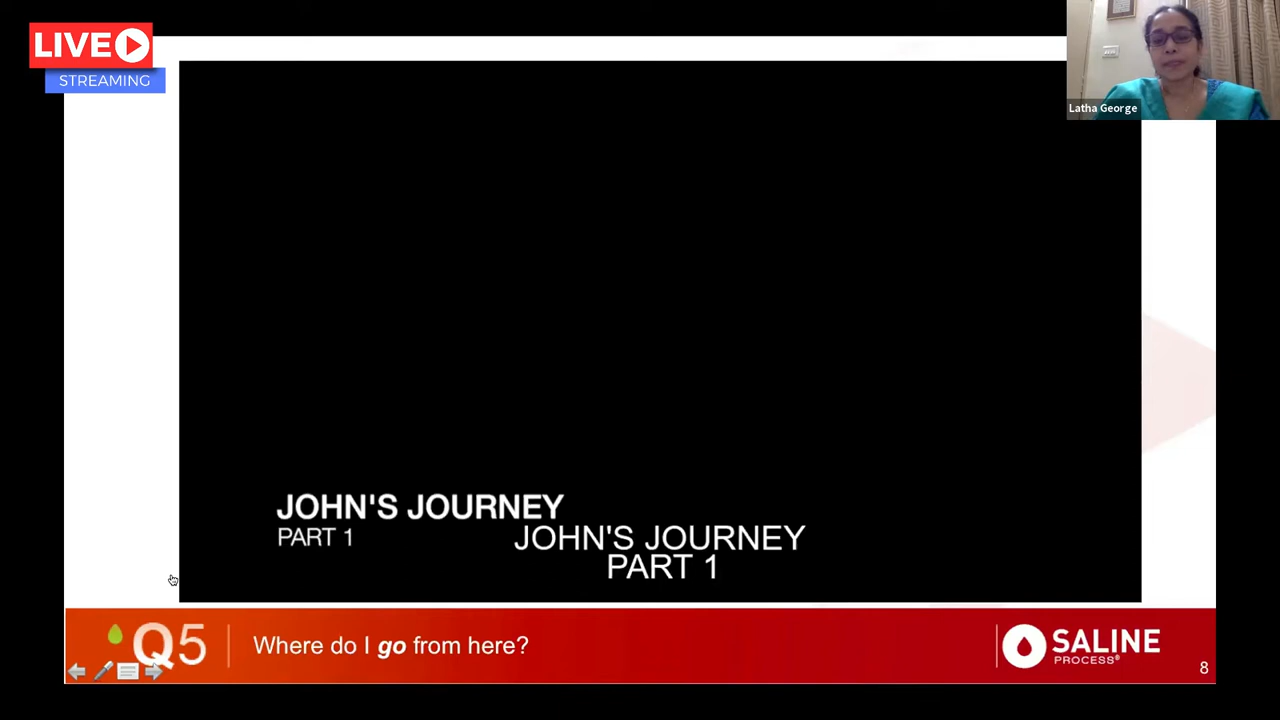 LIVE
STREAMING
Latha George
JOHN'S JOURNEY
PART 1
JOHN'S JOURNEY
PART 1
Q5
Where do I go from here?
SALINE
PROCESS®
8